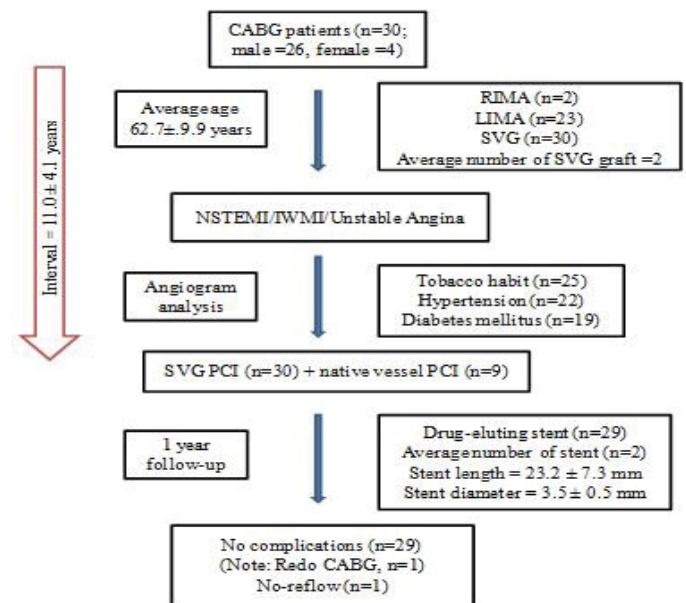 CABG patients (n=30;
male =26, female =4)
Interval = 11.0 ± 4.1 years
Average age
62.7±.9.9 years
RIMA (n=2)
LIMA (n=23)
SVG (n=30)
Average number of SVG graft =2
NSTEMI/IWMI/Unstable Angina
Angiogram
analysis
Tobacco habit (n=25)
Hypertension (n=22)
Diabetes mellitus (n=19)
SVG PCI (n=30) + native vessel PCI (n=9)
1 year
follow-up
Drug-eluting stent (n=29)
Average number of stent (n=2)
Stent length = 23.2 ± 7.3 mm
Stent diameter = 3.5 ± 0.5 mm
No complications (n=29)
(Note: Redo CABG, n=1)
No-reflow (n=1)